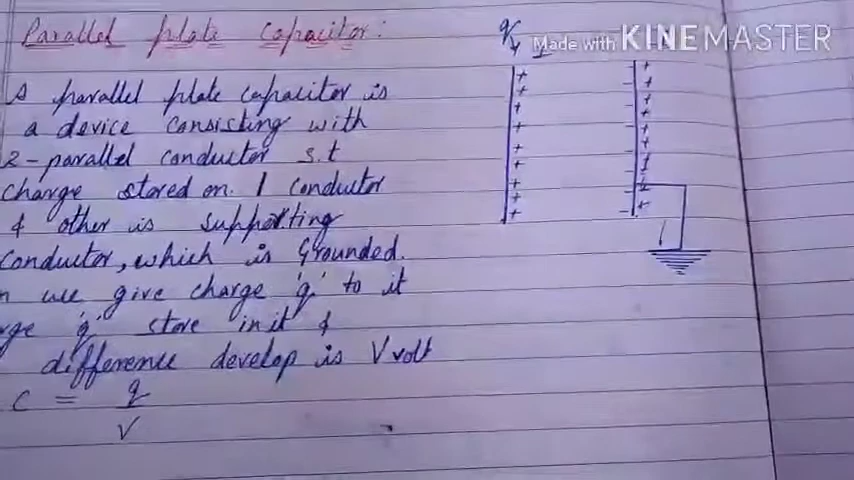 Parallel plate capacitor:
A parallel plate capacitor is
a device consisting with
2-parallel conductor s.t
charge stored on 1 conductor
& other is supporting
conductor, which is Grounded.
we give charge 'q' to it
'q' store in it &
difference develop is V volt
C = q
V
q
Made with KINEMASTER